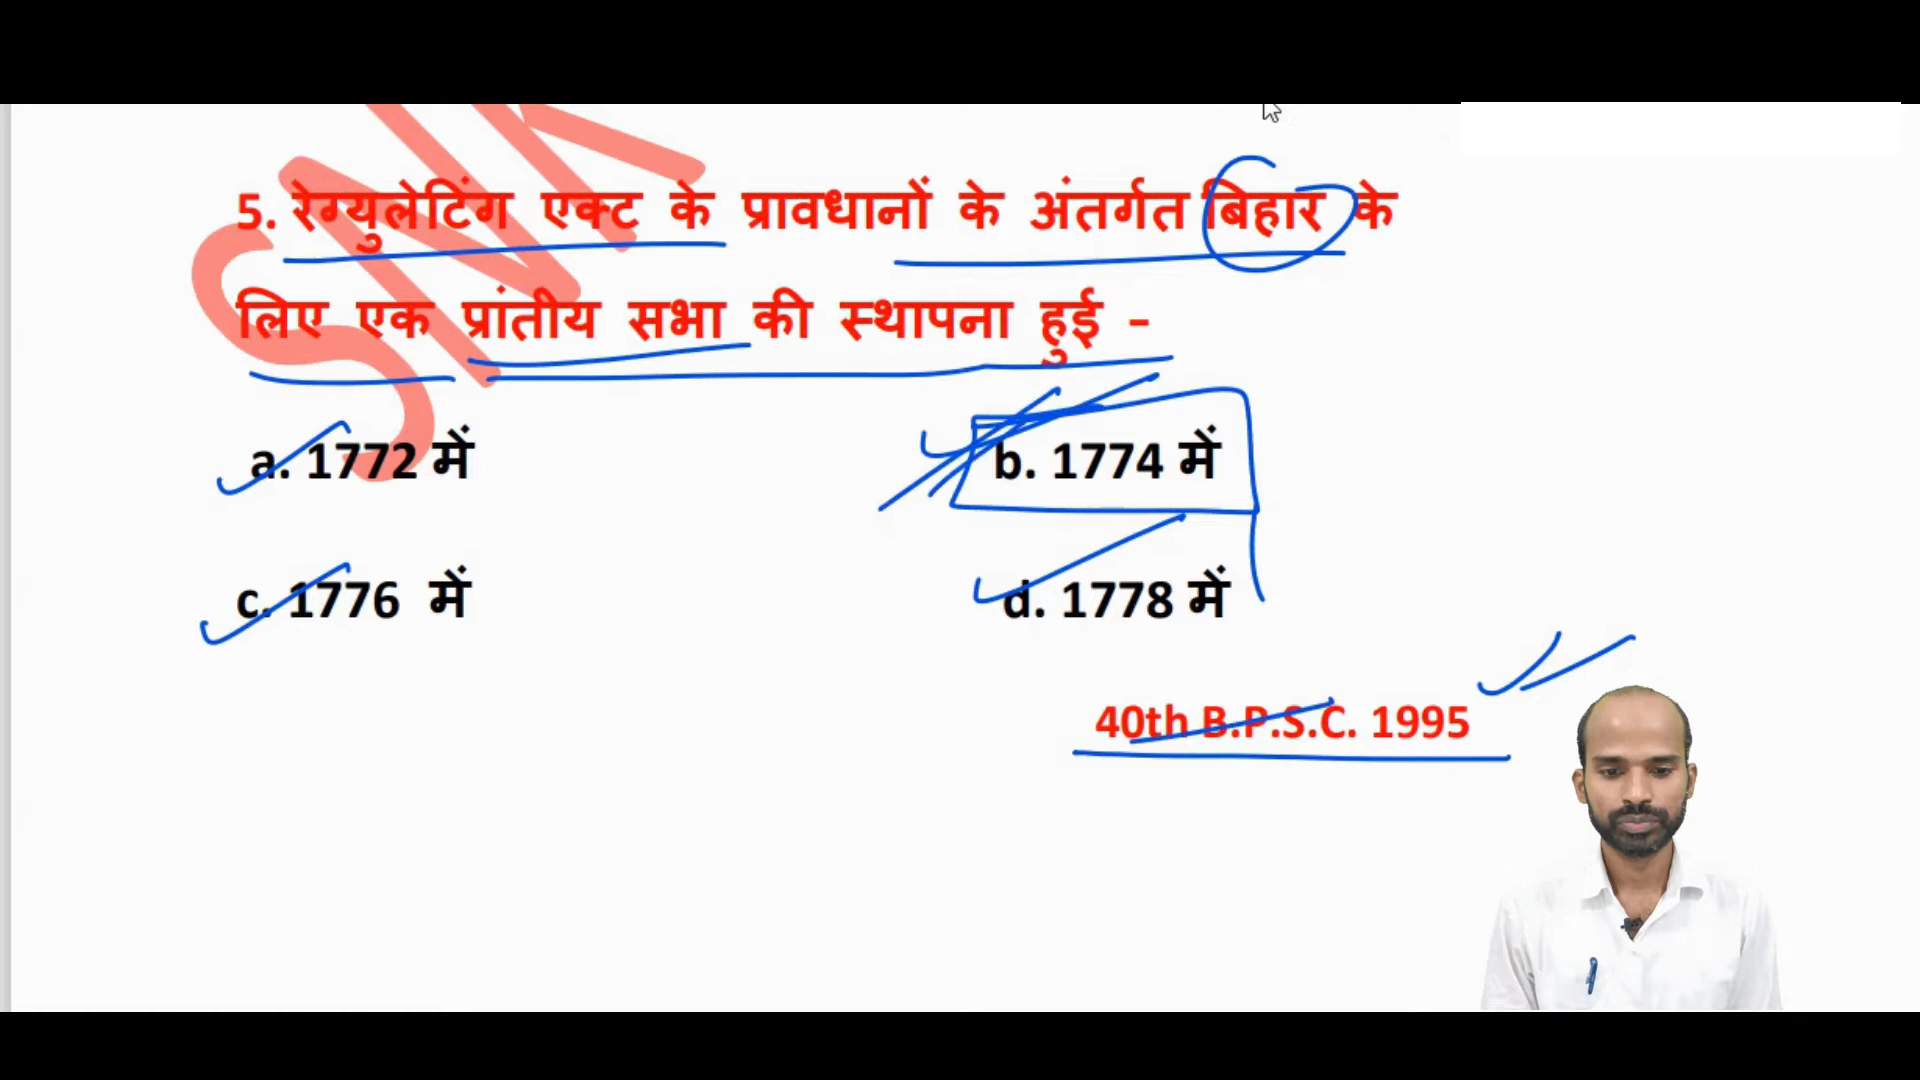 5. रेग्युलेटिंग एक्ट के प्रावधानों के अंतर्गत बिहार के
लिए एक प्रांतीय सभा की स्थापना हुई -
a. 1772 में
b. 1774 में
c. 1776 में
d. 1778 में
40th B.P.S.C. 1995